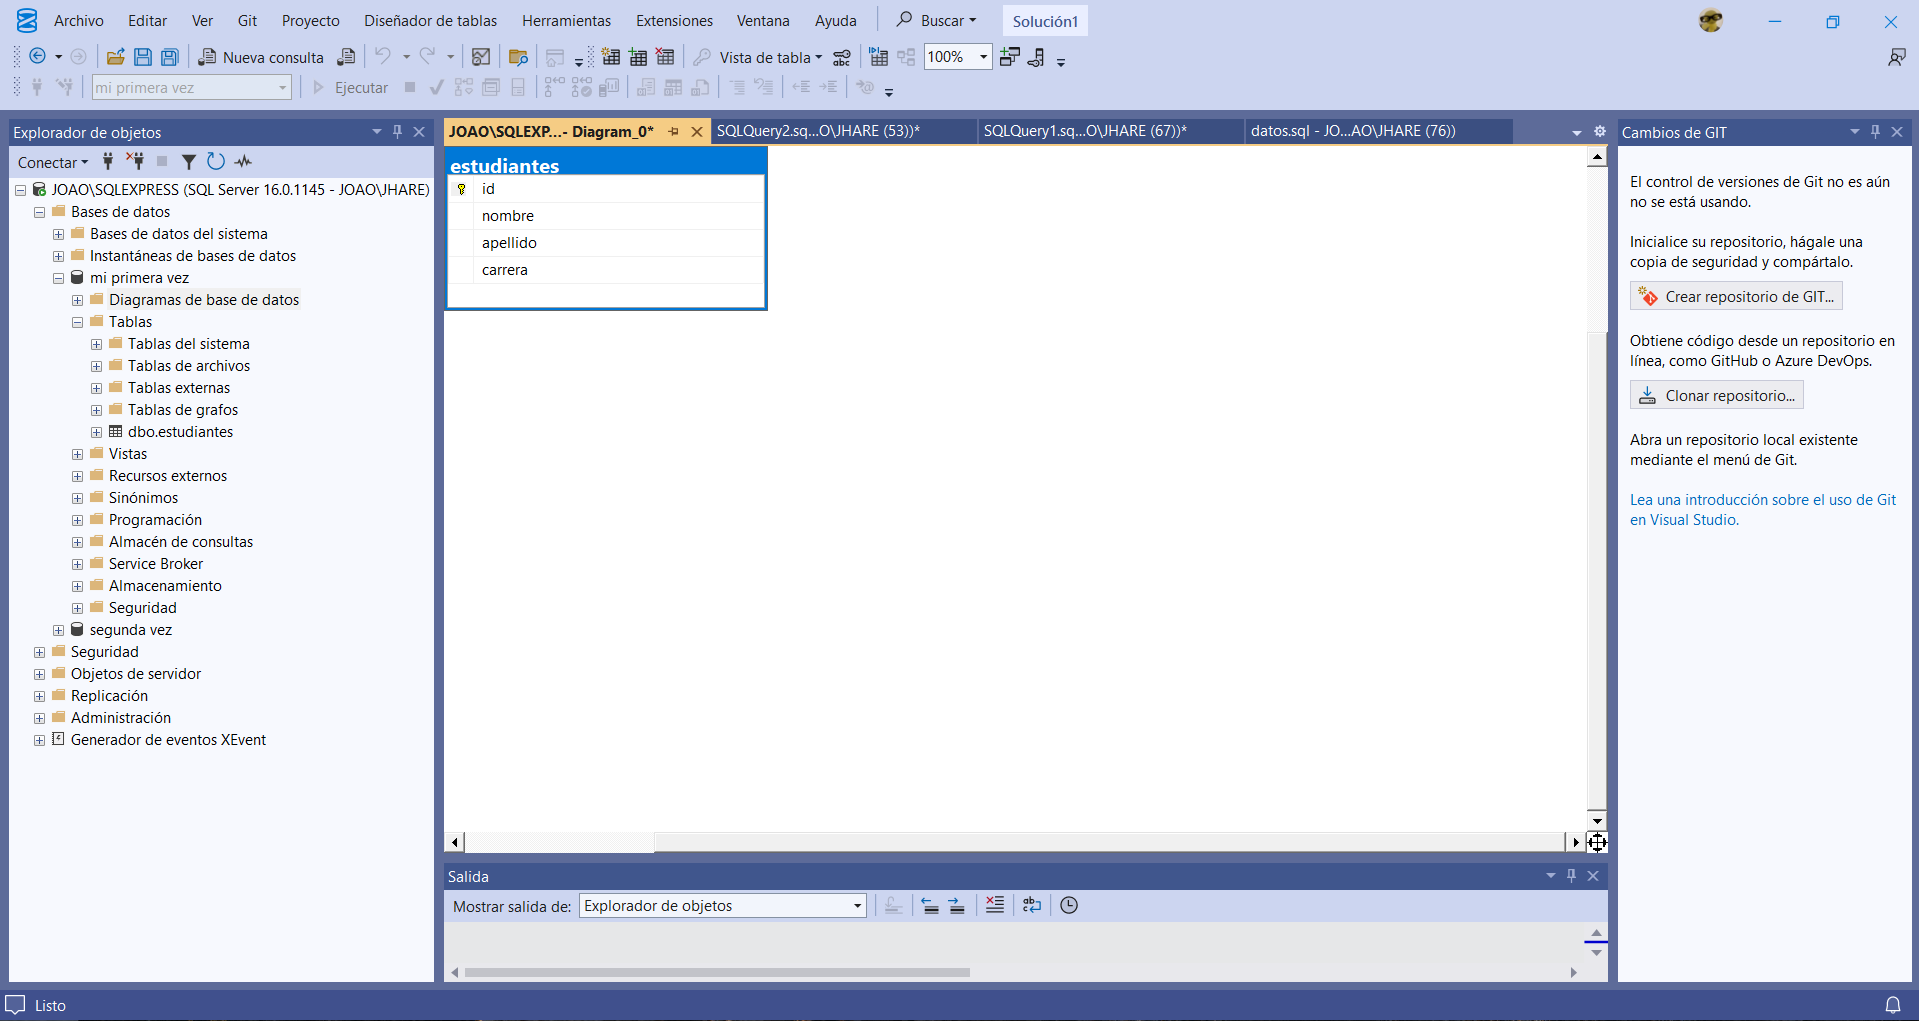 Archivo Editar Ver Git Proyecto Diseñador de tablas Herramientas Extensiones Ventana Ayuda Buscar Solución1
Nueva consulta Vista de tabla 100%
mi primera vez Ejecutar
Explorador de objetos
Conectar
JOAO\SQLEXPRESS (SQL Server 16.0.1145 - JOAO\JHARE)
Bases de datos
Bases de datos del sistema
Instantáneas de bases de datos
mi primera vez
Diagramas de base de datos
Tablas
Tablas del sistema
Tablas de archivos
Tablas externas
Tablas de grafos
dbo.estudiantes
Vistas
Recursos externos
Sinónimos
Programación
Almacén de consultas
Service Broker
Almacenamiento
Seguridad
segunda vez
Seguridad
Objetos de servidor
Replicación
Administración
Generador de eventos XEvent
JOAO\SQLEXP...- Diagram_0* SQLQuery2.sq...O\JHARE (53))* SQLQuery1.sq...O\JHARE (67))* datos.sql - JO...AO\JHARE (76))
estudiantes
id
nombre
apellido
carrera
Salida
Mostrar salida de: Explorador de objetos
Cambios de GIT
El control de versiones de Git no es aún
no se está usando.
Inicialice su repositorio, hágale una
copia de seguridad y compártalo.
Crear repositorio de GIT...
Obtiene código desde un repositorio en
línea, como GitHub o Azure DevOps.
Clonar repositorio...
Abra un repositorio local existente
mediante el menú de Git.
Lea una introducción sobre el uso de Git
en Visual Studio.
Listo